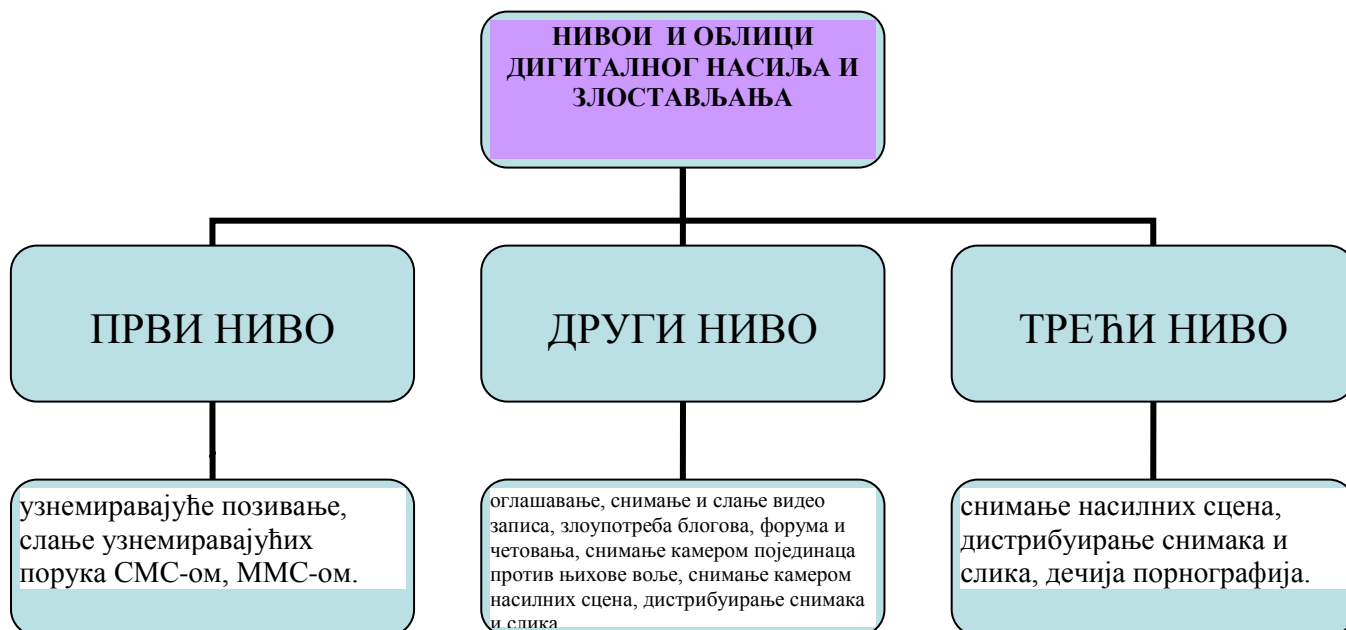 НИВОИ И ОБЛИЦИ
ДИГИТАЛНОГ НАСИЉА И
ЗЛОСТАВЉАЊА
ПРВИ НИВО
ДРУГИ НИВО
ТРЕЋИ НИВО
узнемиравајуће позивање,
слање узнемиравајућих
порука СМС-ом, ММС-ом.
оглашавање, снимање и слање видео
записа, злоупотреба блогова, форума и
четовања, снимање камером појединаца
против њихове воље, снимање камером
насилних сцена, дистрибуирање снимака
и слика
снимање насилних сцена,
дистрибуирање снимака и
слика, дечија порнографија.